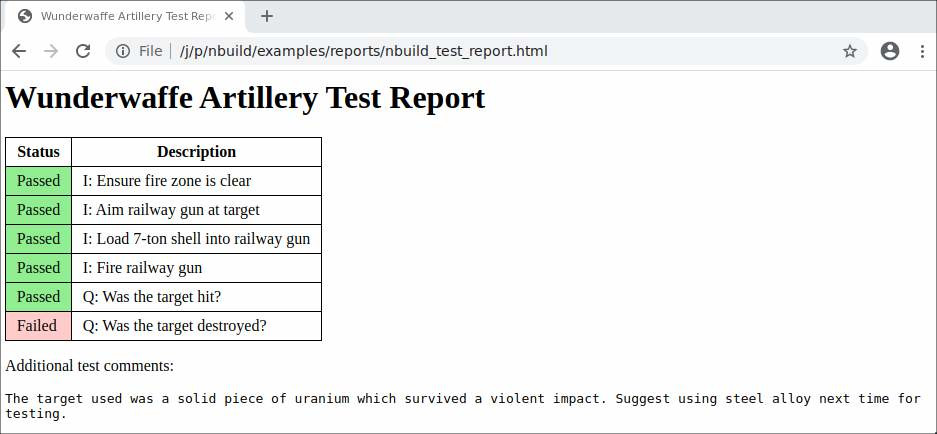 Wunderwaffe Artillery Test Repo
File | /j/p/nbuild/examples/reports/nbuild_test_report.html
Wunderwaffe Artillery Test Report
Status Description
Passed I: Ensure fire zone is clear
Passed I: Aim railway gun at target
Passed I: Load 7-ton shell into railway gun
Passed I: Fire railway gun
Passed Q: Was the target hit?
Failed Q: Was the target destroyed?
Additional test comments:
The target used was a solid piece of uranium which survived a violent impact. Suggest using steel alloy next time for
testing.